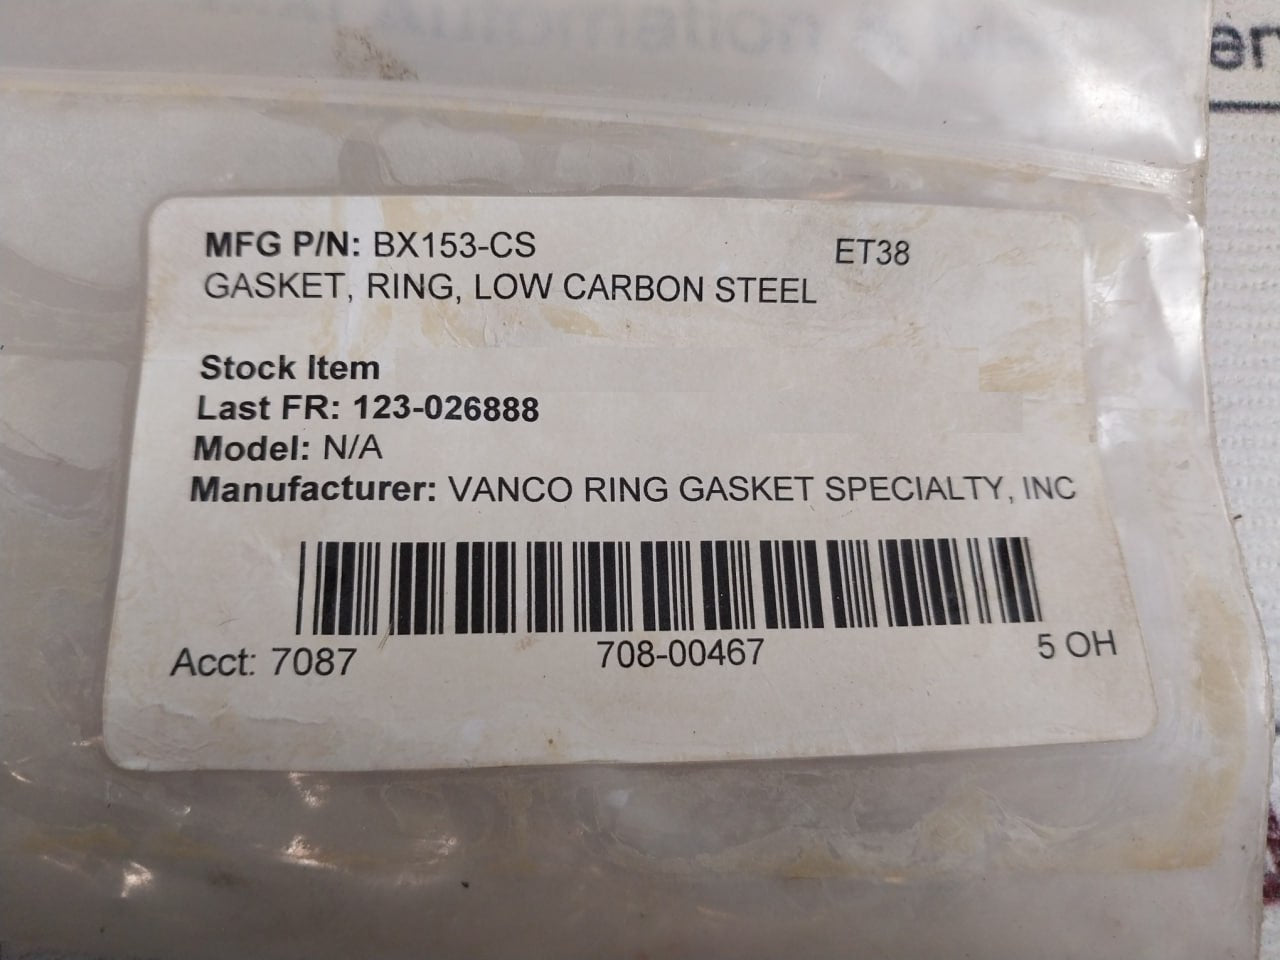 Automation
MFG P/N: BX153-CS ET38
GASKET, RING, LOW CARBON STEEL
Stock Item
Last FR: 123-026888
Model: N/A
Manufacturer: VANCO RING GASKET SPECIALTY, INC
Acct: 7087 708-00467 5 OH